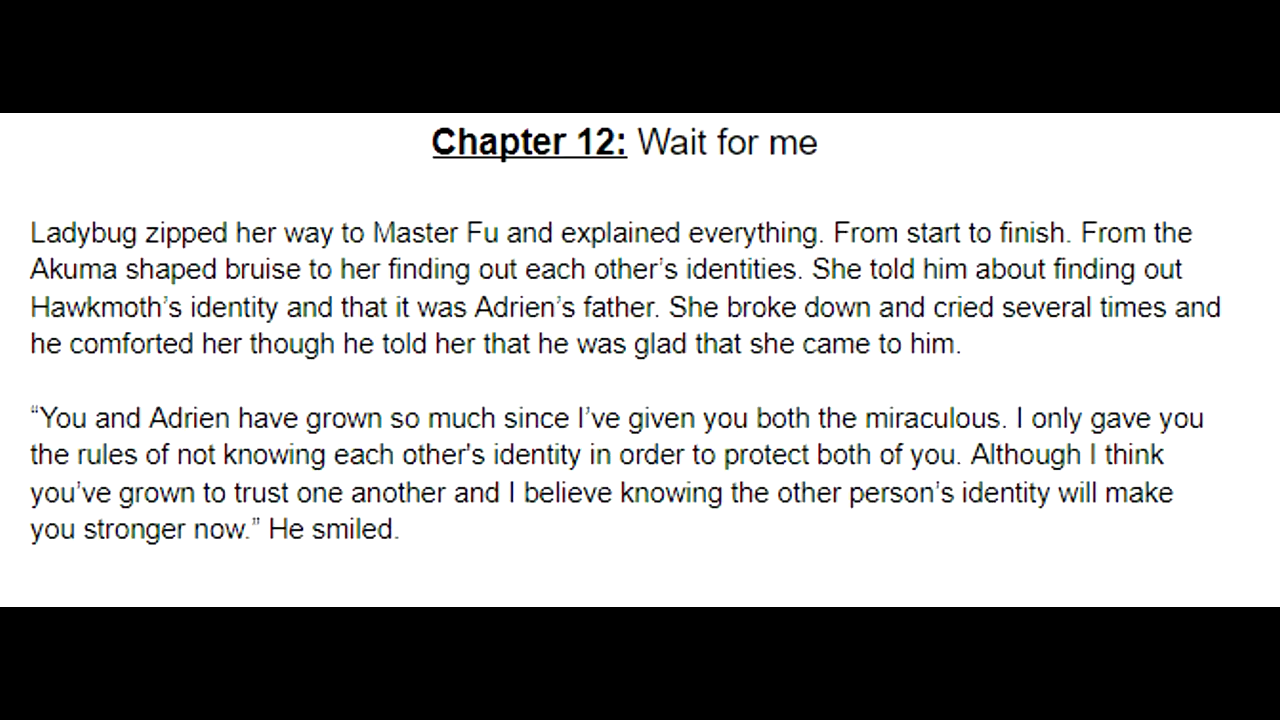 Chapter 12: Wait for me
Ladybug zipped her way to Master Fu and explained everything. From start to finish. From the
Akuma shaped bruise to her finding out each other’s identities. She told him about finding out
Hawkmoth’s identity and that it was Adrien’s father. She broke down and cried several times and
he comforted her though he told her that he was glad that she came to him.
“You and Adrien have grown so much since I’ve given you both the miraculous. I only gave you
the rules of not knowing each other's identity in order to protect both of you. Although I think
you’ve grown to trust one another and I believe knowing the other person’s identity will make
you stronger now.” He smiled.